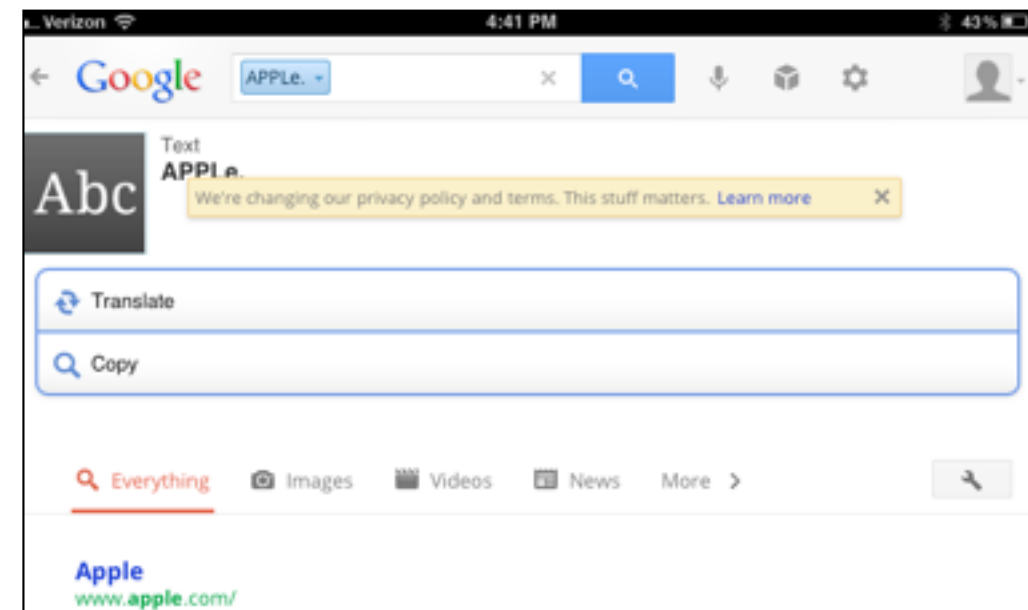 Verizon 4:41 PM 43%
Google APPLe.
Text
APPLe.
Abc
We're changing our privacy policy and terms. This stuff matters. Learn more
Translate
Copy
Everything Images Videos News More
Apple
www.apple.com/